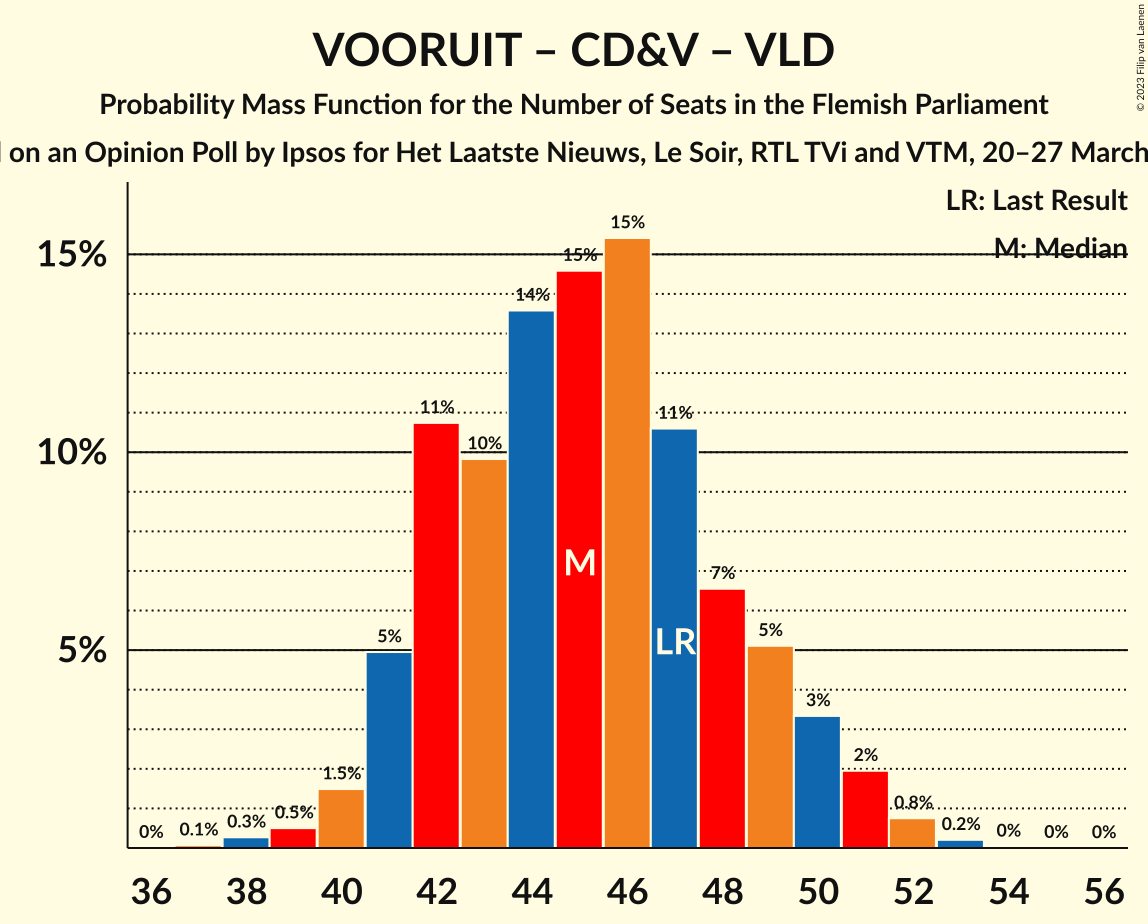 VOORUIT – CD&V – VLD
Probability Mass Function for the Number of Seats in the Flemish Parliament
on an Opinion Poll by Ipsos for Het Laatste Nieuws, Le Soir, RTL TVi and VTM, 20–27 March
© 2023 Filip van Laenen
LR: Last Result
M: Median
15%
10%
5%
0%
0.1%
0.3%
0.5%
1.5%
5%
11%
10%
14%
15%
15%
11%
7%
5%
3%
2%
0.8%
0.2%
0%
0%
0%
M
LR
36 38 40 42 44 46 48 50 52 54 56